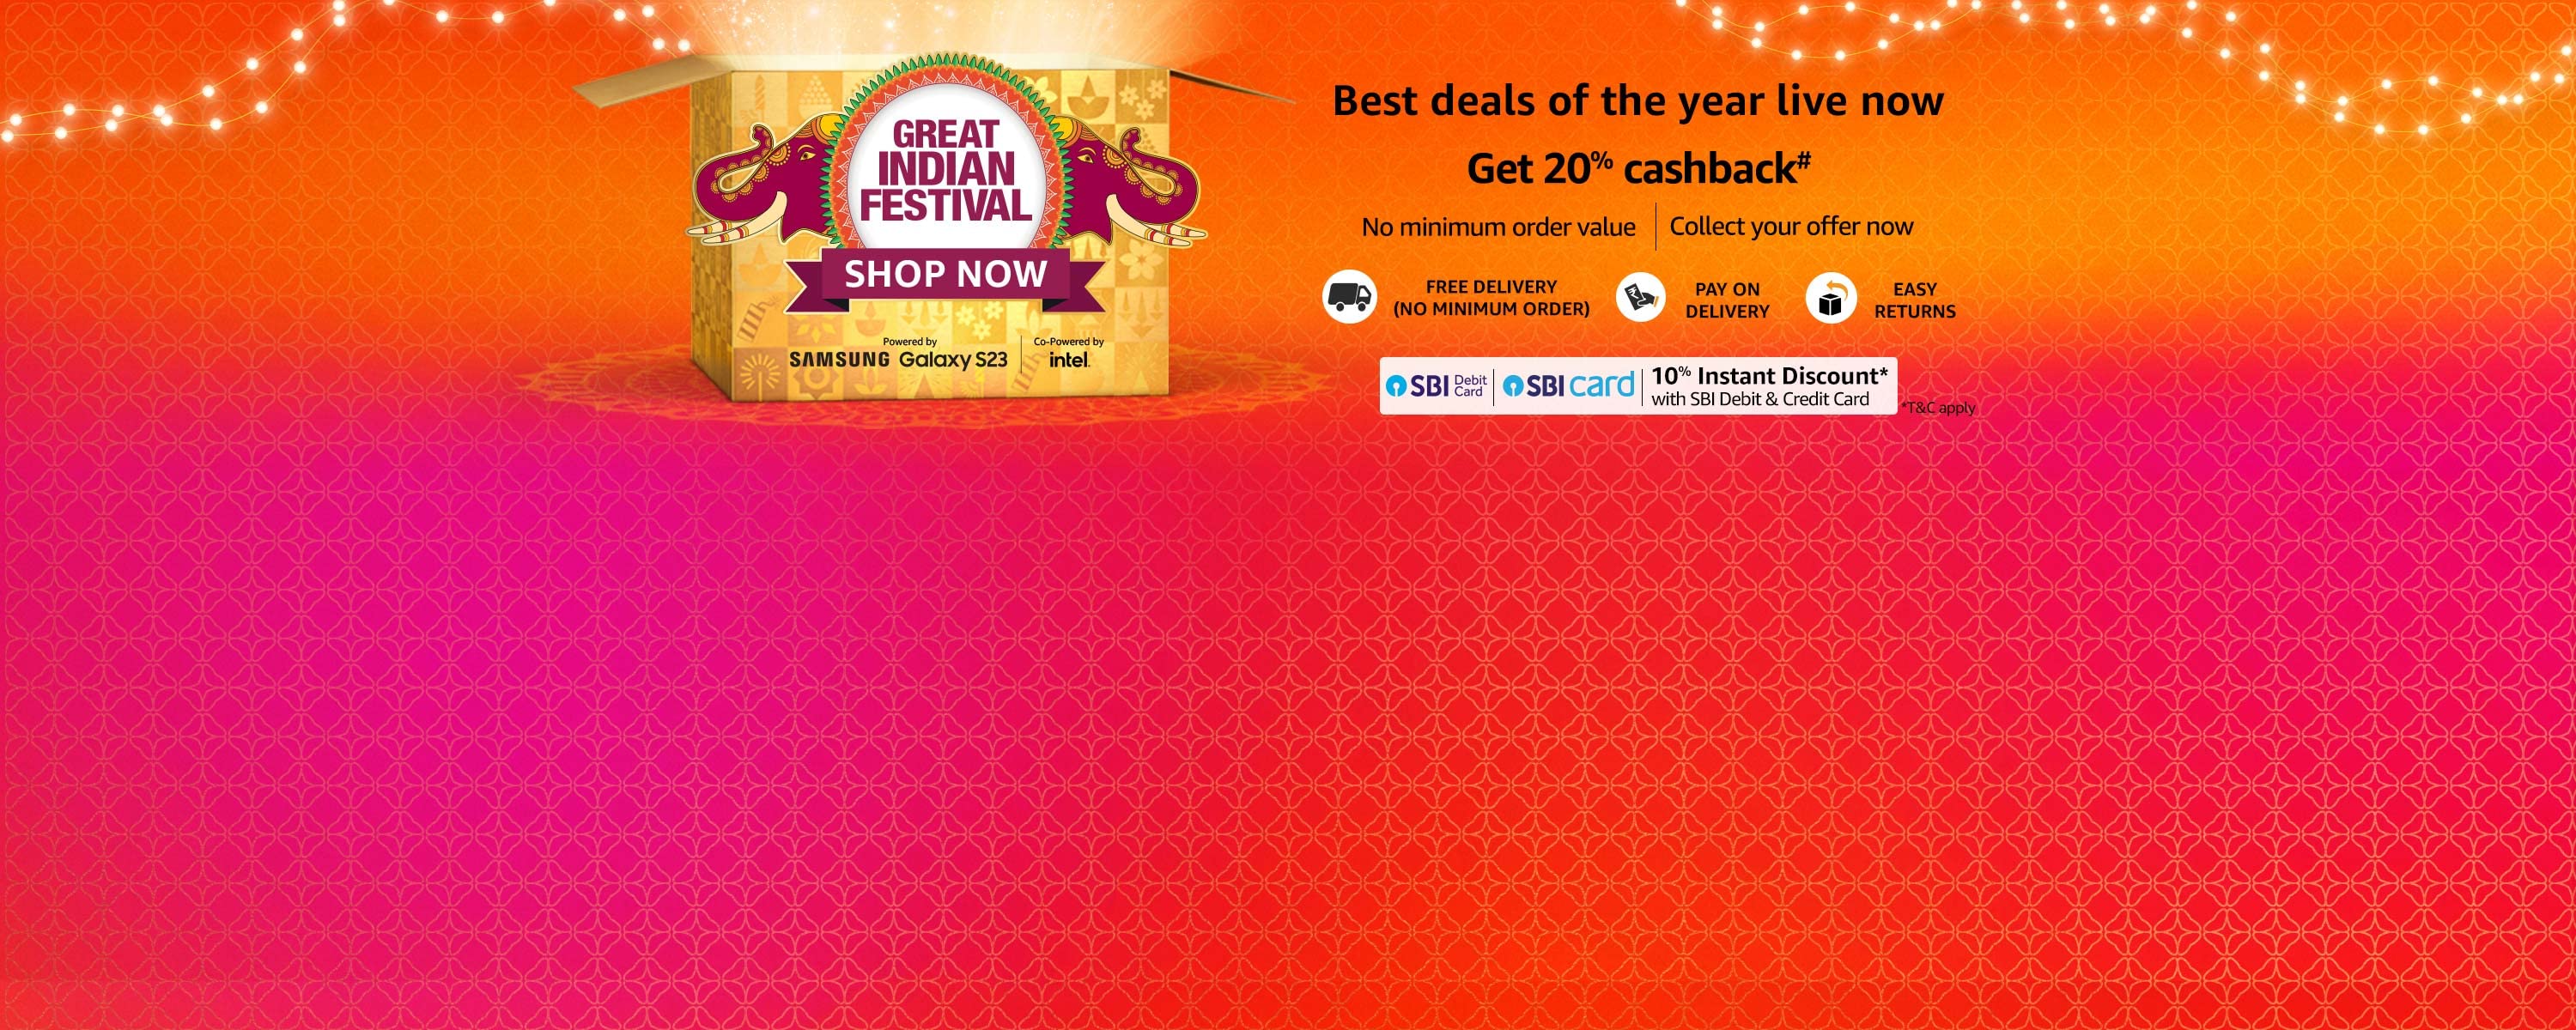 GREAT
INDIAN
FESTIVAL
SHOP NOW
Powered by
SAMSUNG Galaxy S23
Co-Powered by
intel.
Best deals of the year live now
Get 20% cashback#
No minimum order value | Collect your offer now
FREE DELIVERY
(NO MINIMUM ORDER)
PAY ON
DELIVERY
EASY
RETURNS
SBI Debit
Card
SBI card
10% Instant Discount*
with SBI Debit & Credit Card
*T&C apply